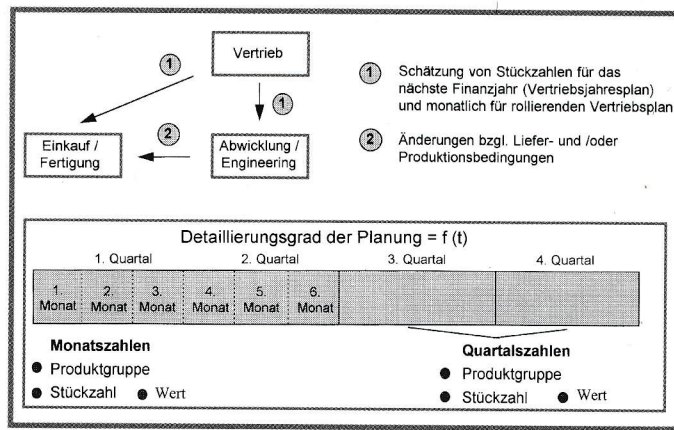 Vertrieb
1
1
Einkauf /
Fertigung
2
Abwicklung /
Engineering
1 Schätzung von Stückzahlen für das
nächste Finanzjahr (Vertriebsjahresplan)
und monatlich für rollierenden Vertriebsplan
2 Änderungen bzgl. Liefer- und /oder
Produktionsbedingungen
Detaillierungsgrad der Planung = f (t)
1. Quartal 2. Quartal 3. Quartal 4. Quartal
1. 2. 3. 4. 5. 6.
Monat Monat Monat Monat Monat Monat
Monatszahlen
Produktgruppe
Stückzahl Wert
Quartalszahlen
Produktgruppe
Stückzahl Wert